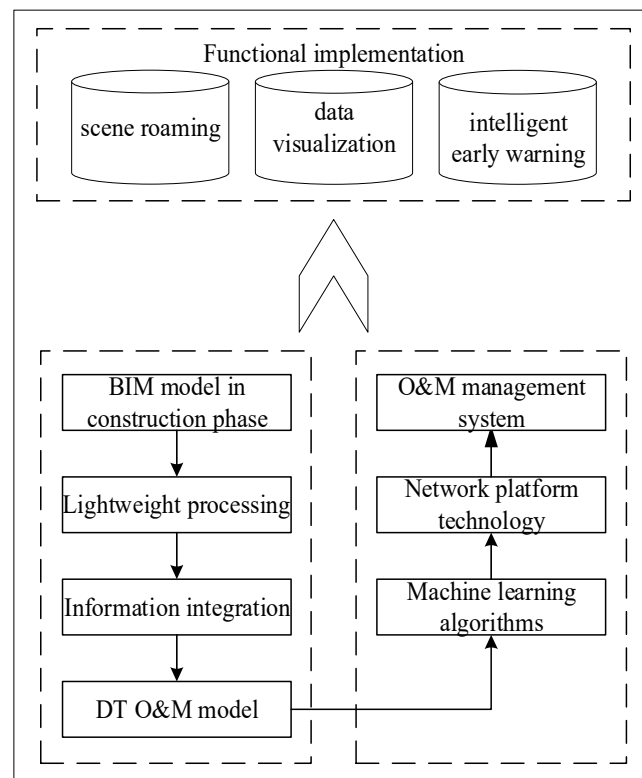 Functional implementation
scene roaming
data
visualization
intelligent
early warning
BIM model in
construction phase
Lightweight processing
Information integration
DT O&M model
O&M management
system
Network platform
technology
Machine learning
algorithms